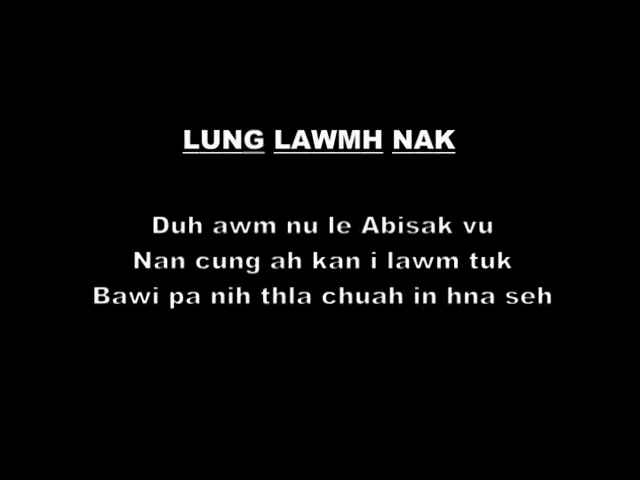 LUNG LAWMH NAK
Duh awm nu le Abisak vu
Nan cung ah kan i lawm tuk
Bawi pa nih thla chuah in hna seh